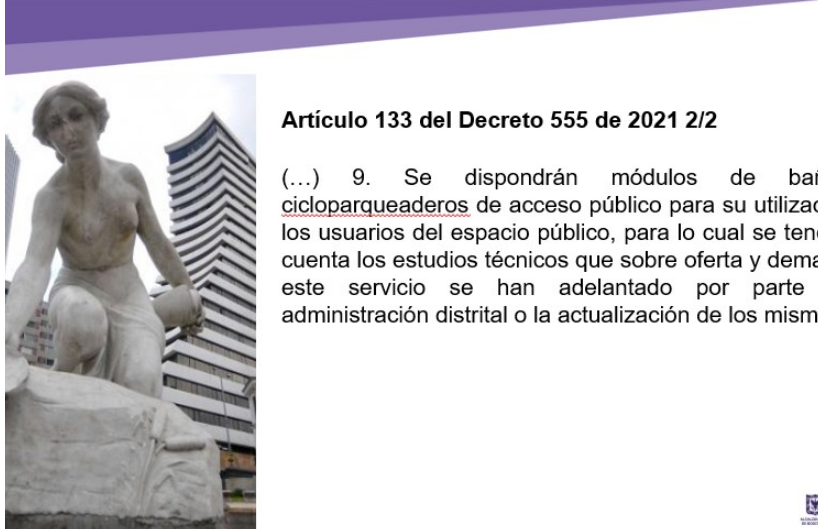 Artículo 133 del Decreto 555 de 2021 2/2
(…) 9. Se dispondrán módulos de
cicloparqueaderos de acceso público para su
los usuarios del espacio público, para lo cual se
cuenta los estudios técnicos que sobre oferta y
este servicio se han adelantado por parte
administración distrital o la actualización de los